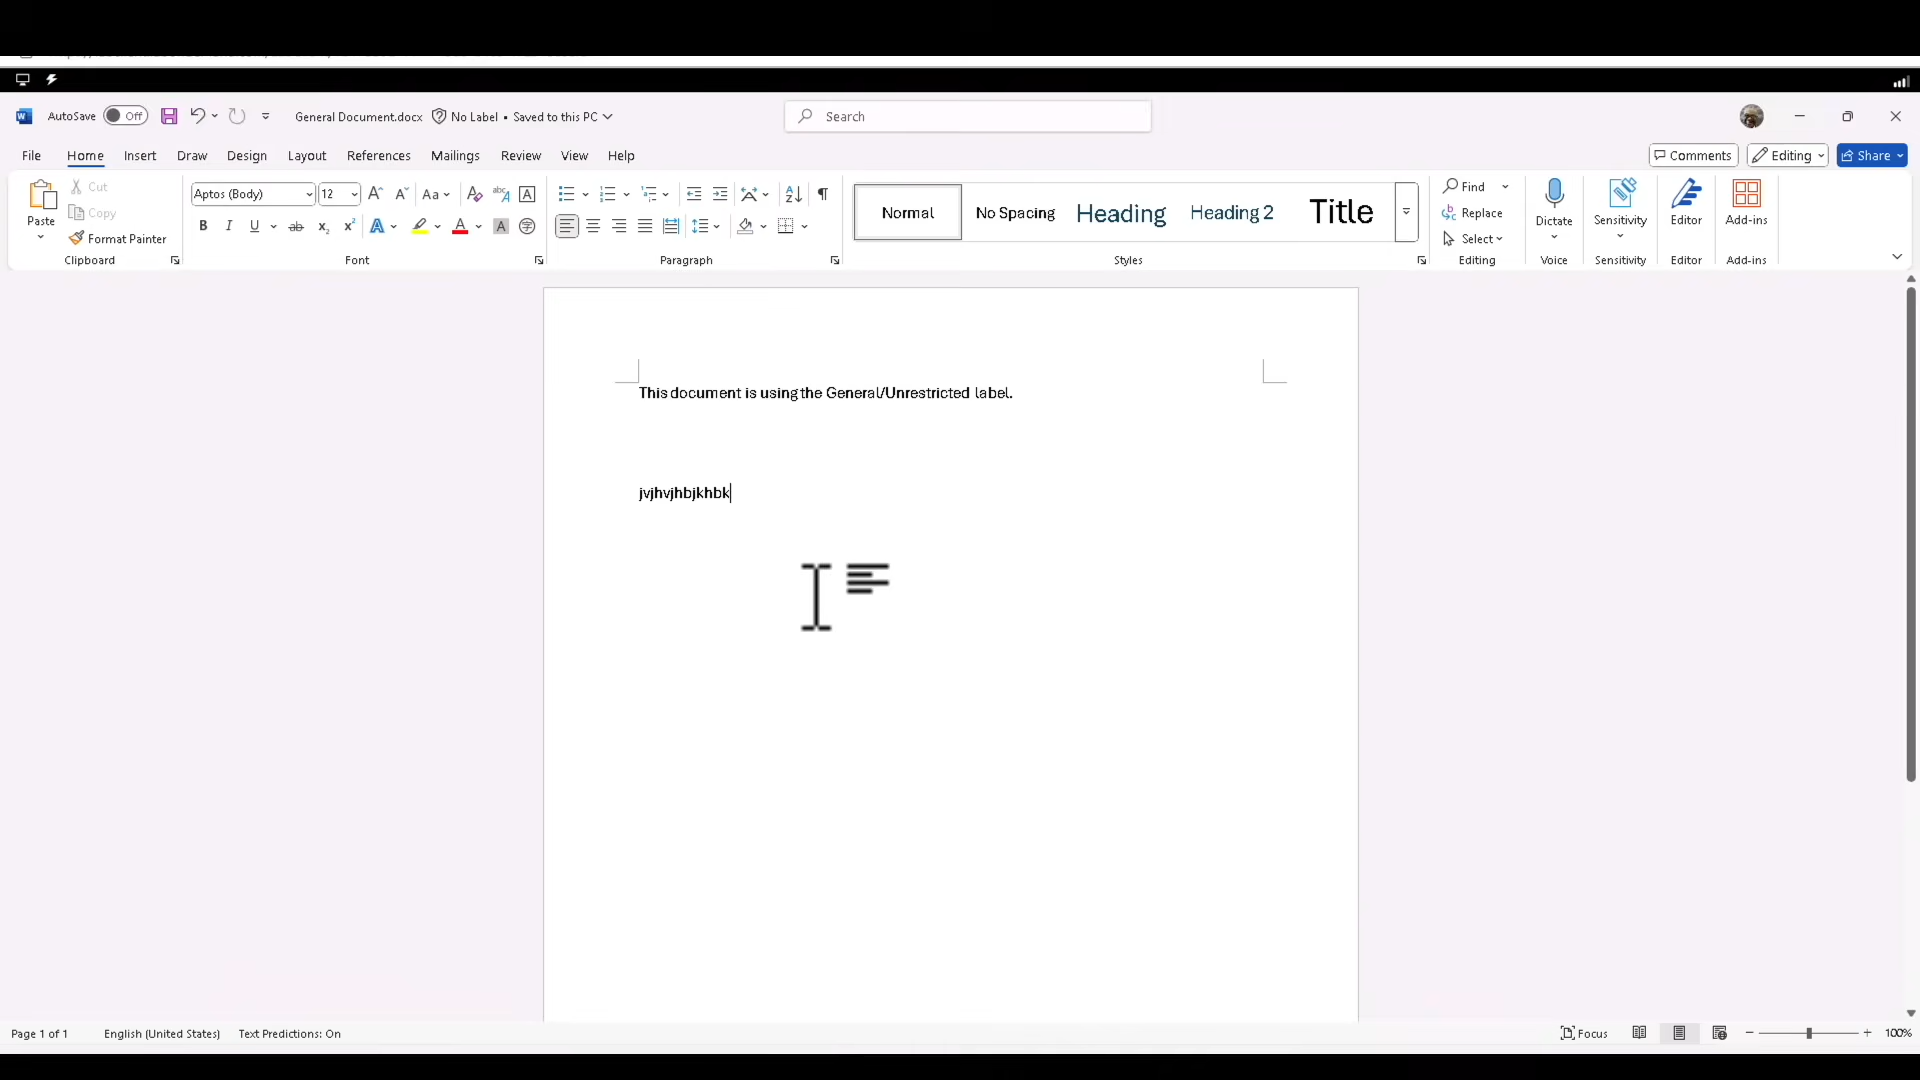 AutoSave Off General Document.docx No Label • Saved to this PC Search
File Home Insert Draw Design Layout References Mailings Review View Help Comments Editing Share
Paste Cut Copy Format Painter Clipboard
Aptos (Body) 12 Aa
B I U ab x₂ x² A A A
Font
Paragraph
Normal No Spacing Heading Heading 2 Title
Styles
Find Replace Select Editing
Dictate Voice
Sensitivity Sensitivity
Editor Editor
Add-ins Add-ins
This document is using the General/Unrestricted label.
jvjhvjhbjkhbk
Page 1 of 1 English (United States) Text Predictions: On Focus 100%